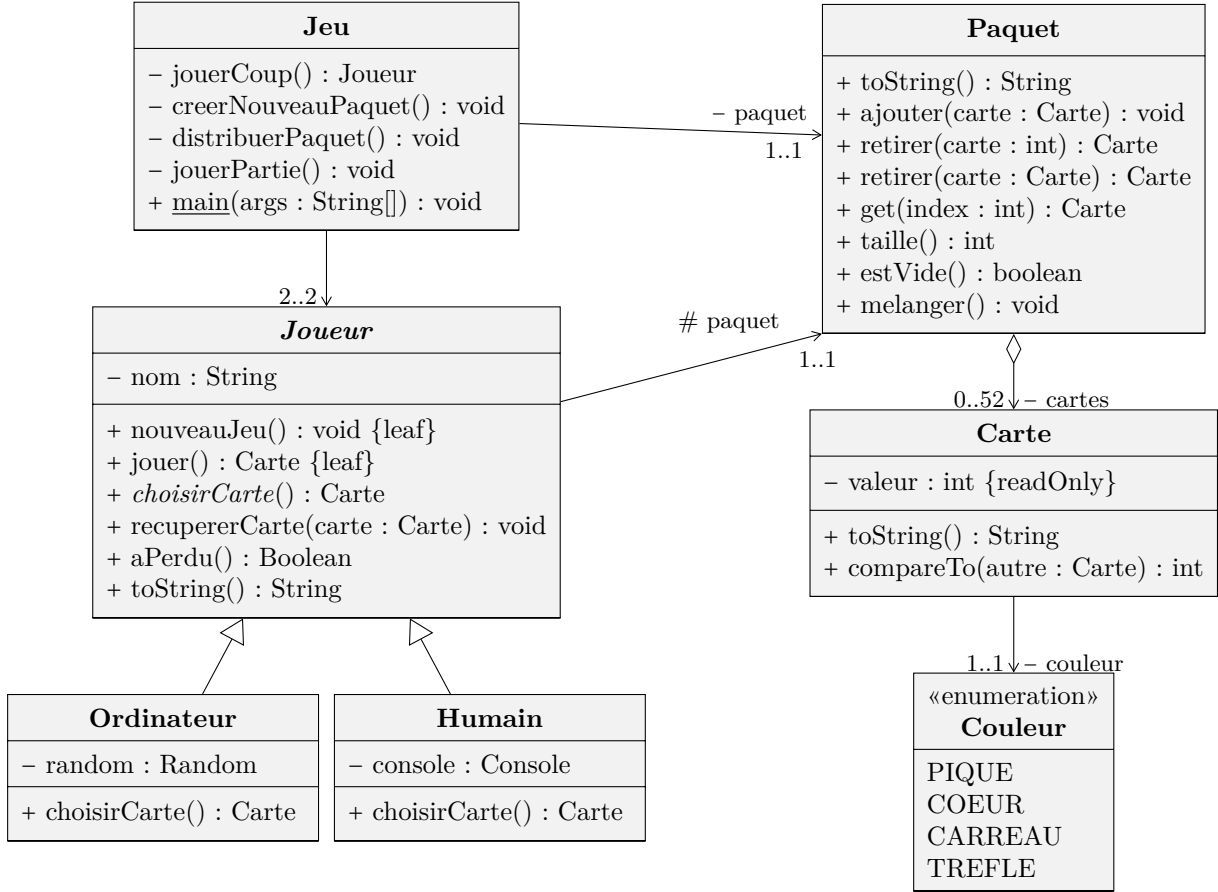 Jeu
– jouerCoup() : Joueur
– creerNouveauPaquet() : void
– distribuerPaquet() : void
– jouerPartie() : void
+ main(args : String[]) : void
Paquet
+ toString() : String
+ ajouter(carte : Carte) : void
+ retirer(carte : int) : Carte
+ retirer(carte : Carte) : Carte
+ get(index : int) : Carte
+ taille() : int
+ estVide() : boolean
+ melanger() : void
– paquet
1..1
2..2
Joueur
– nom : String
+ nouveauJeu() : void {leaf}
+ jouer() : Carte {leaf}
+ choisirCarte() : Carte
+ recupererCarte(carte : Carte) : void
+ aPerdu() : Boolean
+ toString() : String
# paquet
1..1
0..52 – cartes
Carte
– valeur : int {readOnly}
+ toString() : String
+ compareTo(autre : Carte) : int
1..1 – couleur
«enumeration»
Couleur
PIQUE
COEUR
CARREAU
TREFLE
Ordinateur
– random : Random
+ choisirCarte() : Carte
Humain
– console : Console
+ choisirCarte() : Carte